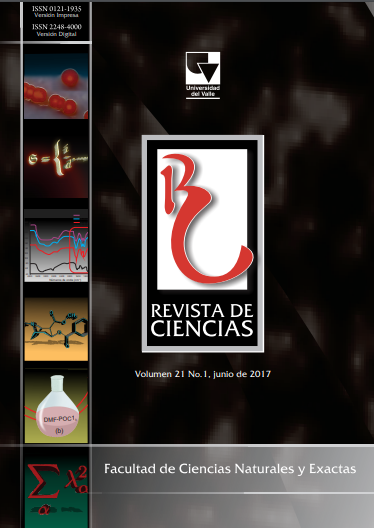 ISSN 0121-1935
Versión Impresa
ISSN 2248-4000
Versión Digital
Universidad
del Valle
REVISTA DE
CIENCIAS
Volumen 21 No.1, junio de 2017
DMF-POCl,
(b)
Facultad de Ciencias Naturales y Exactas